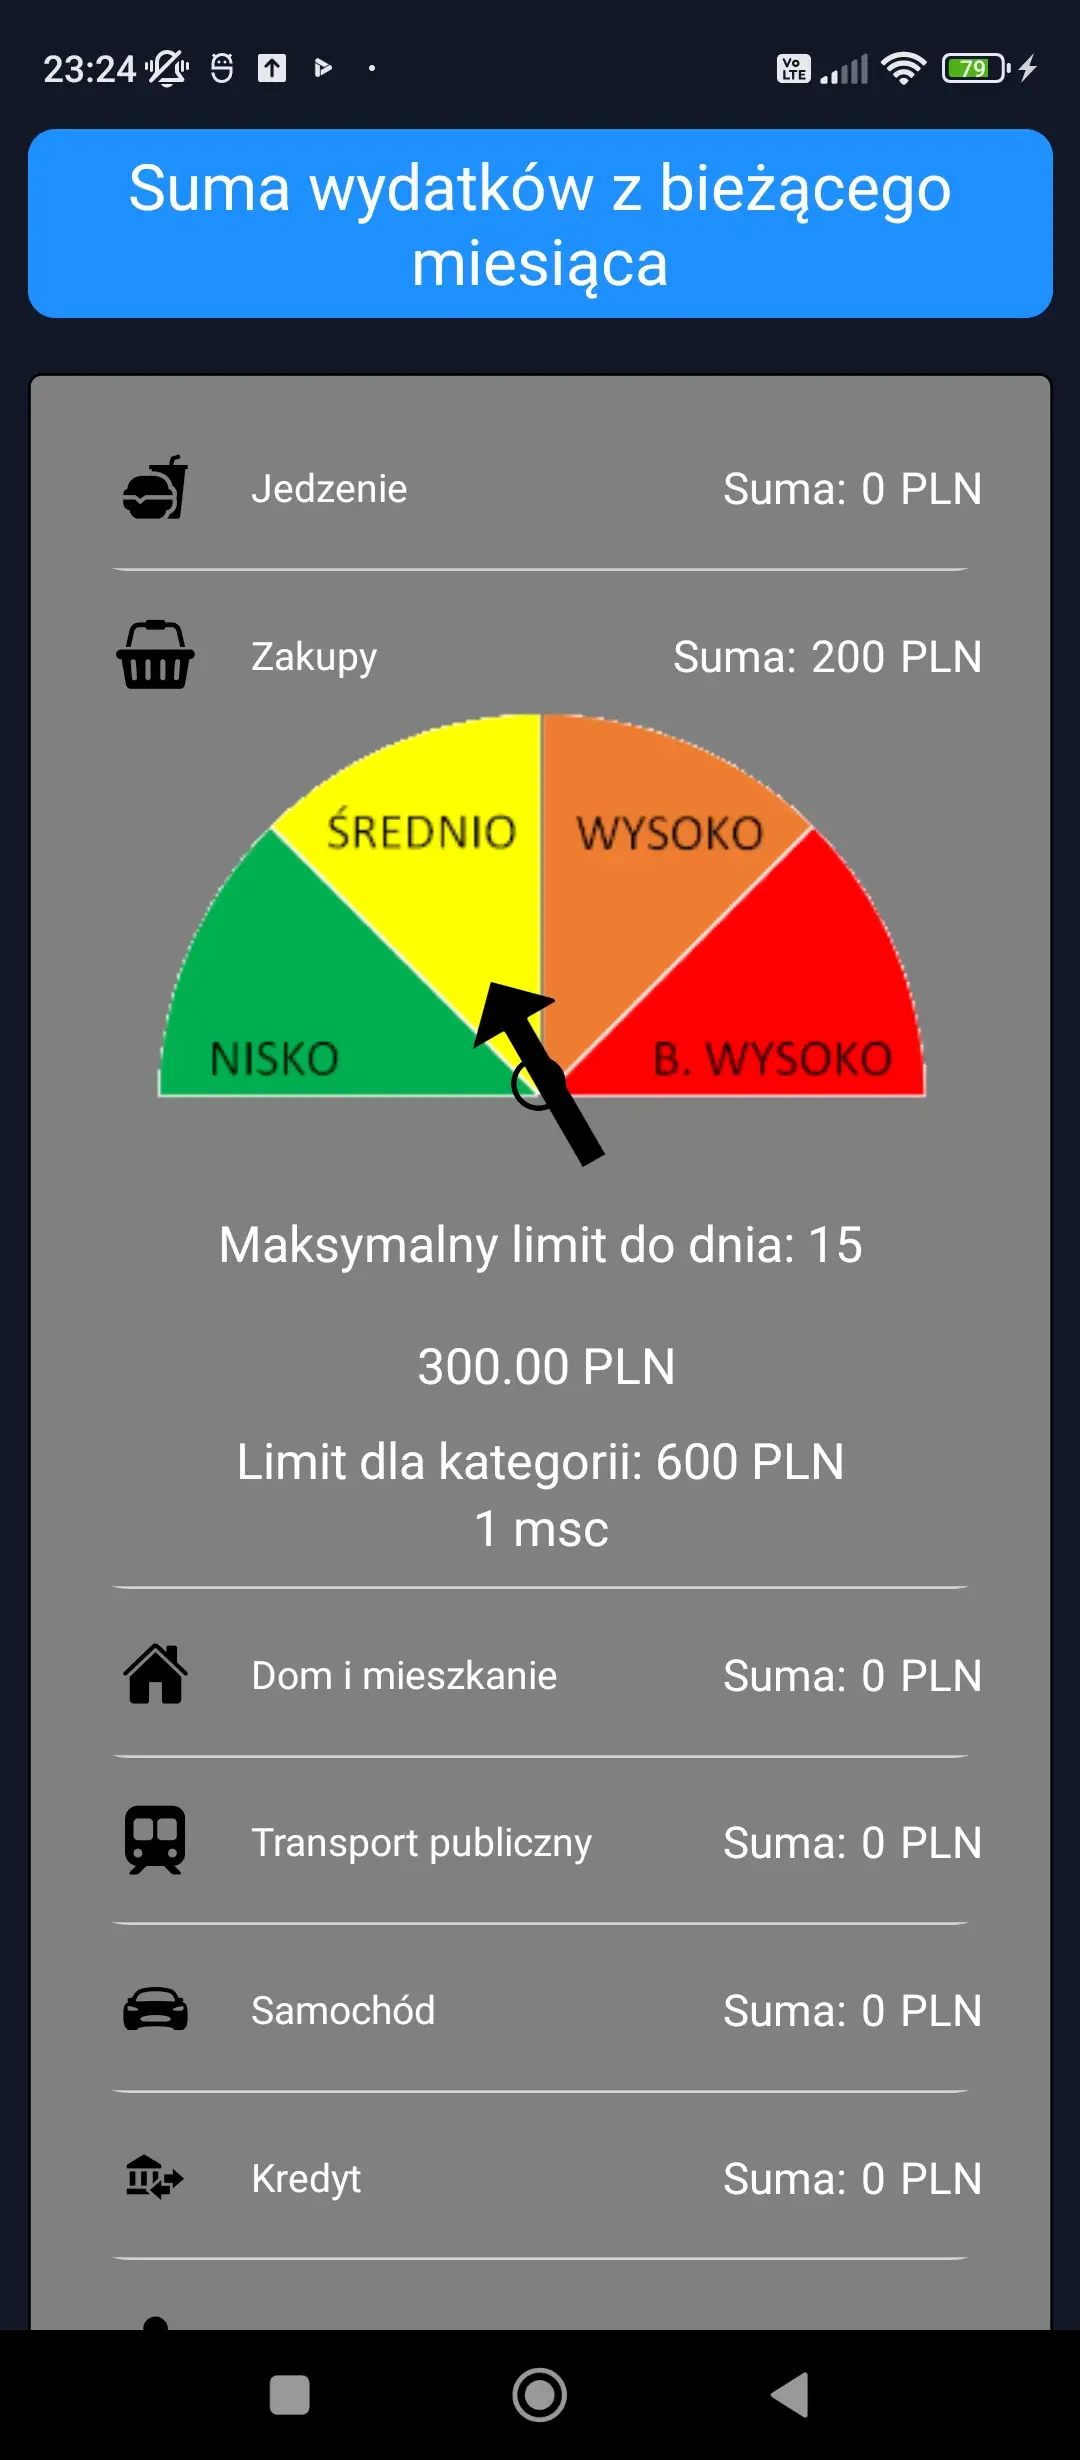 23:24
Vo LTE
79
Suma wydatków z bieżącego
miesiąca
Jedzenie Suma: 0 PLN
Zakupy Suma: 200 PLN
ŚREDNIO WYSOKO
NISKO B. WYSOKO
Maksymalny limit do dnia: 15
300.00 PLN
Limit dla kategorii: 600 PLN
1 msc
Dom i mieszkanie Suma: 0 PLN
Transport publiczny Suma: 0 PLN
Samochód Suma: 0 PLN
Kredyt Suma: 0 PLN